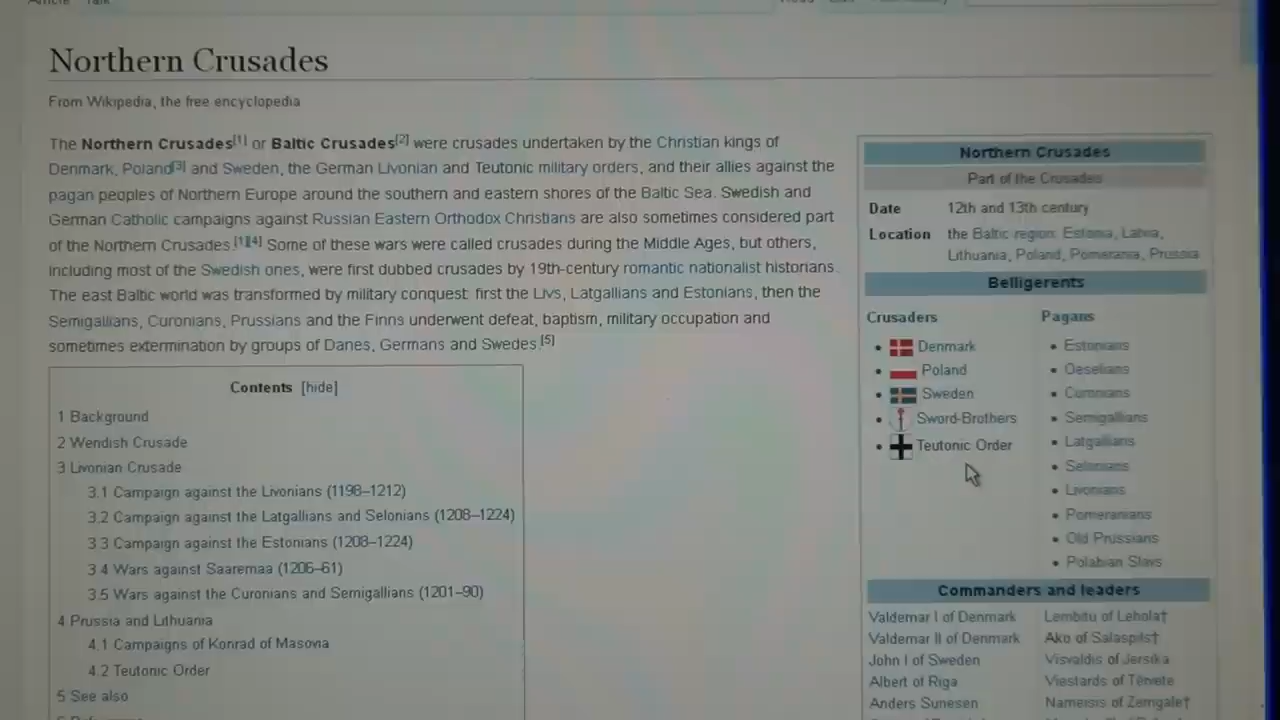 Northern Crusades
From Wikipedia, the free encyclopedia
The Northern Crusades[1] or Baltic Crusades[2] were crusades undertaken by the Christian kings of
Denmark, Poland[3] and Sweden, the German Livonian and Teutonic military orders, and their allies against the
pagan peoples of Northern Europe around the southern and eastern shores of the Baltic Sea. Swedish and
German Catholic campaigns against Russian Eastern Orthodox Christians are also sometimes considered part
of the Northern Crusades.[1][4] Some of these wars were called crusades during the Middle Ages, but others,
including most of the Swedish ones, were first dubbed crusades by 19th-century romantic nationalist historians.
The east Baltic world was transformed by military conquest: first the Livs, Latgallians and Estonians, then the
Semigallians, Curonians, Prussians and the Finns underwent defeat, baptism, military occupation and
sometimes extermination by groups of Danes, Germans and Swedes.[5]
Contents [hide]
1 Background
2 Wendish Crusade
3 Livonian Crusade
3.1 Campaign against the Livonians (1198–1212)
3.2 Campaign against the Latgallians and Selonians (1208–1224)
3.3 Campaign against the Estonians (1208–1224)
3.4 Wars against Saaremaa (1206–61)
3.5 Wars against the Curonians and Semigallians (1201–90)
4 Prussia and Lithuania
4.1 Campaigns of Konrad of Masovia
4.2 Teutonic Order
5 See also
Northern Crusades
Part of the Crusades
Date 12th and 13th century
Location the Baltic region: Estonia, Latvia,
Lithuania, Poland, Pomerania, Prussia
Belligerents
Crusaders Pagans
• Denmark • Estonians
• Poland • Oeselians
• Sweden • Curonians
• Sword-Brothers • Semigallians
• Teutonic Order • Latgallians
• Selonians
• Livonians
• Pomeranians
• Old Prussians
• Polabian Slavs
Commanders and leaders
Valdemar I of Denmark Lembitu of Lehola†
Valdemar II of Denmark Ako of Salaspils†
John I of Sweden Visvaldis of Jersika
Albert of Riga Viestards of Tērvete
Anders Sunesen Nameisis of Zemgale†